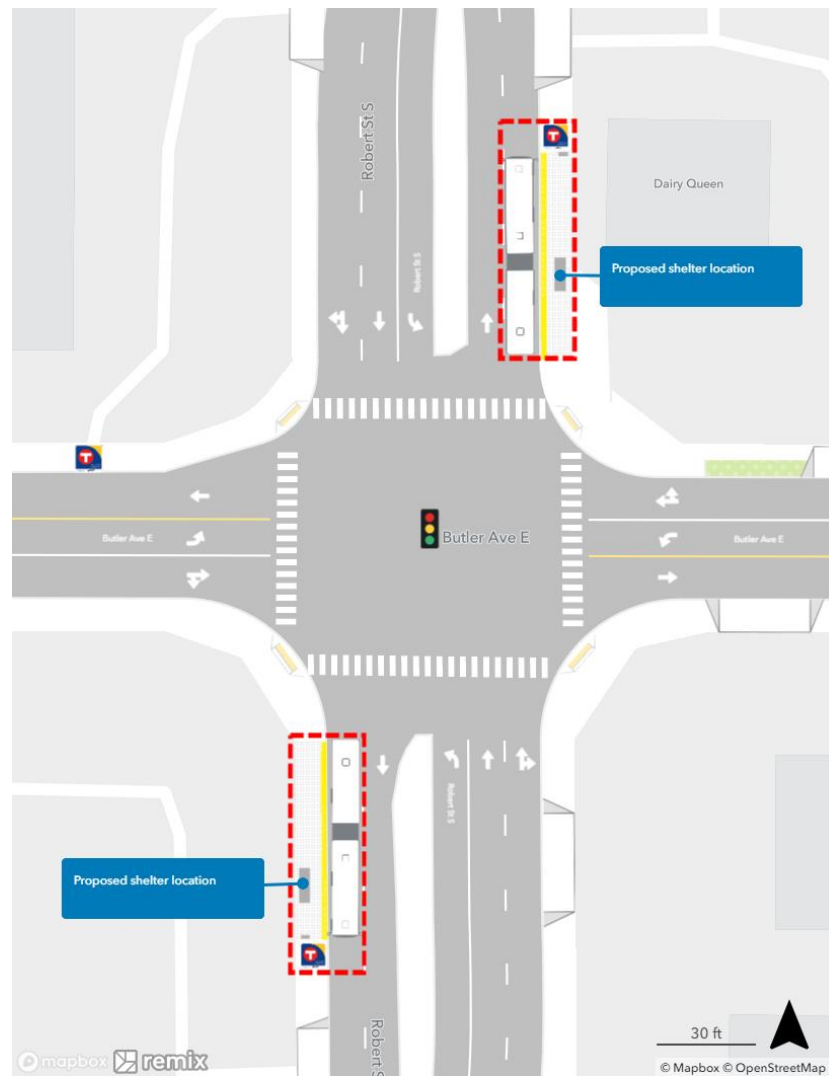 Robert St S
Dairy Queen
Proposed shelter location
Robert St S
T
T
Butler Ave E
Butler Ave E
Butler Ave E
Robert St S
Proposed shelter location
T
Robert S
30 ft
mapbox remix
© Mapbox © OpenStreetMap